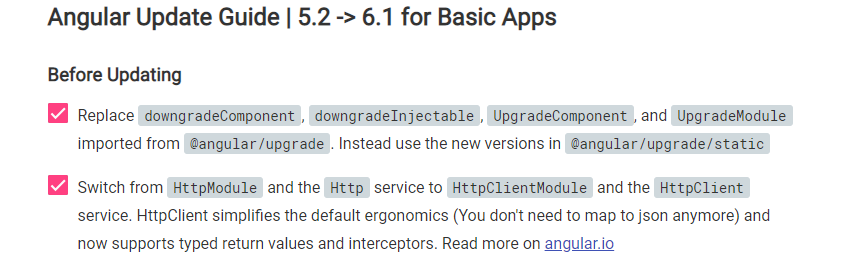 Angular Update Guide | 5.2 -> 6.1 for Basic Apps
Before Updating
Replace downgradeComponent, downgradeInjectable, UpgradeComponent, and UpgradeModule
imported from @angular/upgrade. Instead use the new versions in @angular/upgrade/static
Switch from HttpModule and the Http service to HttpClientModule and the HttpClient
service. HttpClient simplifies the default ergonomics (You don't need to map to json anymore) and
now supports typed return values and interceptors. Read more on angular.io